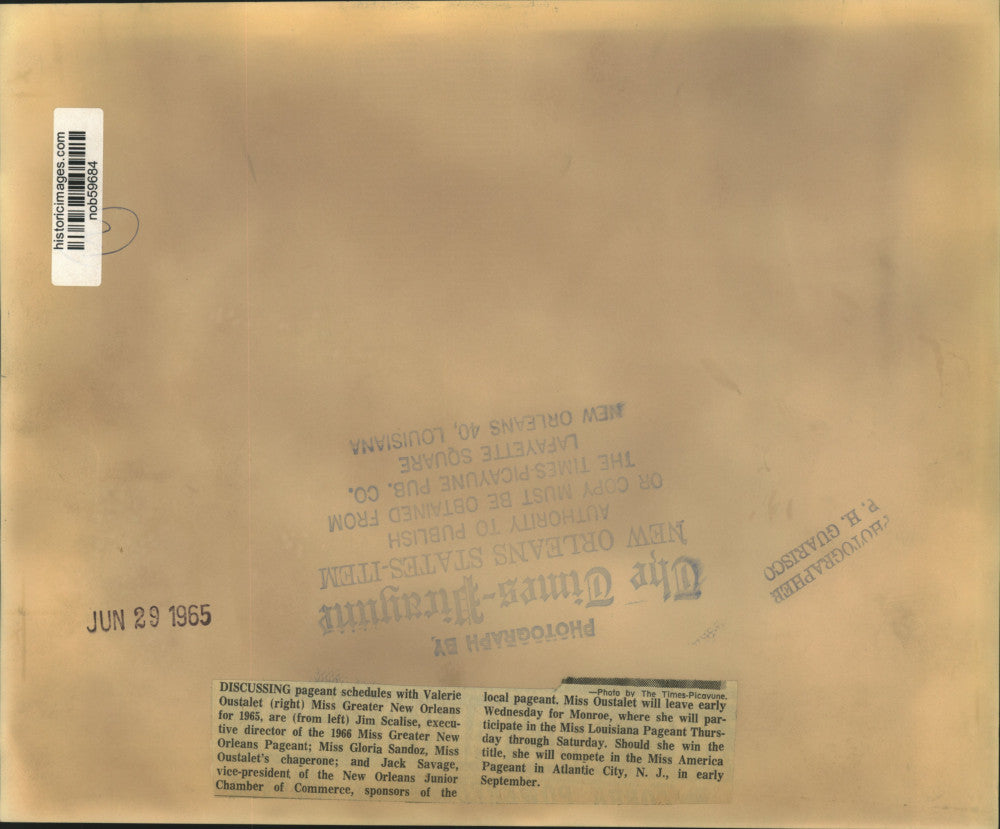 historicimages.com
nob59684
PHOTOGRAPH BY
The Times-Picayune
NEW ORLEANS STATES-ITEM
AUTHORITY TO PUBLISH
OR COPY MUST BE OBTAINED FROM
THE TIMES-PICAYUNE PUB. CO.
LAFAYETTE SQUARE
NEW ORLEANS 40, LOUISIANA
PHOTOGRAPHER
P. H. GUARISCO
JUN 29 1965
DISCUSSING pageant schedules with Valerie
Oustalet (right) Miss Greater New Orleans
for 1965, are (from left) Jim Scalise, execu-
tive director of the 1966 Miss Greater New
Orleans Pageant; Miss Gloria Sandoz, Miss
Oustalet's chaperone; and Jack Savage,
vice-president of the New Orleans Junior
Chamber of Commerce, sponsors of the
—Photo by The Times-Picayune.
local pageant. Miss Oustalet will leave early
Wednesday for Monroe, where she will par-
ticipate in the Miss Louisiana Pageant Thurs-
day through Saturday. Should she win the
title, she will compete in the Miss America
Pageant in Atlantic City, N. J., in early
September.